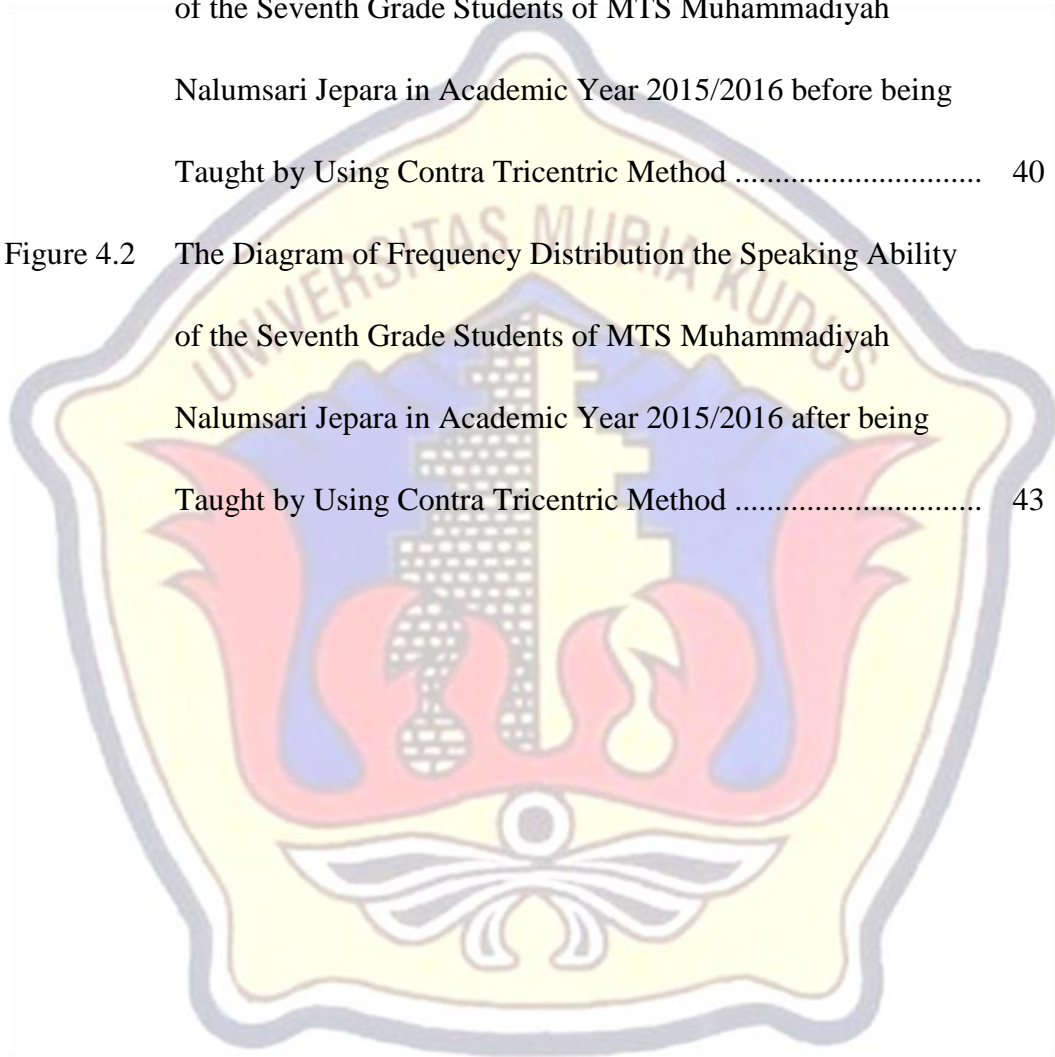 of the Seventh Grade Students of MTS Muhammadiyah
Nalumsari Jepara in Academic Year 2015/2016 before being
Taught by Using Contra Tricentric Method ............................... 40
UNIVERSITAS MURIA KUDUS
Figure 4.2 The Diagram of Frequency Distribution the Speaking Ability
of the Seventh Grade Students of MTS Muhammadiyah
Nalumsari Jepara in Academic Year 2015/2016 after being
Taught by Using Contra Tricentric Method ............................... 43